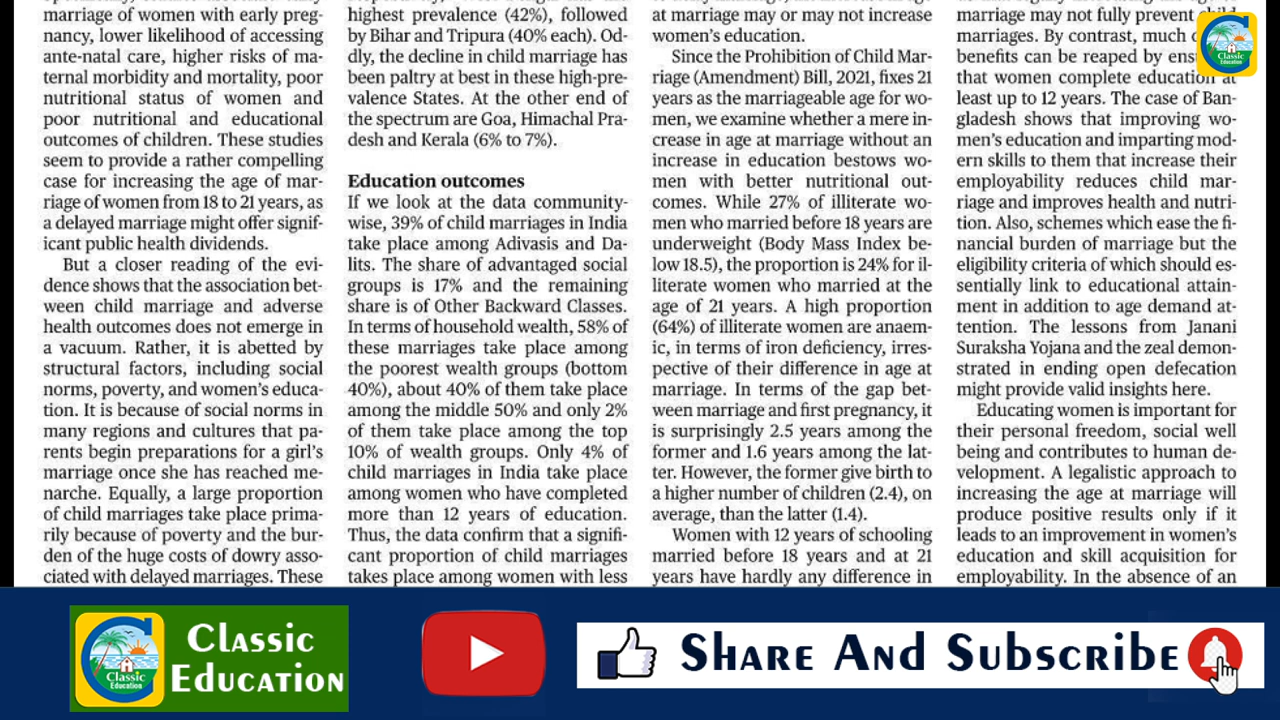 marriage of women with early preg-
nancy, lower likelihood of accessing
ante-natal care, higher risks of ma-
ternal morbidity and mortality, poor
nutritional status of women and
poor nutritional and educational
outcomes of children. These studies
seem to provide a rather compelling
case for increasing the age of mar-
riage of women from 18 to 21 years, as
a delayed marriage might offer signif-
icant public health dividends.
But a closer reading of the evi-
dence shows that the association bet-
ween child marriage and adverse
health outcomes does not emerge in
a vacuum. Rather, it is abetted by
structural factors, including social
norms, poverty, and women's educa-
tion. It is because of social norms in
many regions and cultures that pa-
rents begin preparations for a girl's
marriage once she has reached me-
narche. Equally, a large proportion
of child marriages take place prima-
rily because of poverty and the bur-
den of the huge costs of dowry asso-
ciated with delayed marriages. These
highest prevalence (42%), followed
by Bihar and Tripura (40% each). Od-
dly, the decline in child marriage has
been paltry at best in these high-pre-
valence States. At the other end of
the spectrum are Goa, Himachal Pra-
desh and Kerala (6% to 7%).
Education outcomes
If we look at the data community-
wise, 39% of child marriages in India
take place among Adivasis and Da-
lits. The share of advantaged social
groups is 17% and the remaining
share is of Other Backward Classes.
In terms of household wealth, 58% of
these marriages take place among
the poorest wealth groups (bottom
40%), about 40% of them take place
among the middle 50% and only 2%
of them take place among the top
10% of wealth groups. Only 4% of
child marriages in India take place
among women who have completed
more than 12 years of education.
Thus, the data confirm that a signifi-
cant proportion of child marriages
takes place among women with less
at marriage may or may not increase
women's education.
Since the Prohibition of Child Mar-
riage (Amendment) Bill, 2021, fixes 21
years as the marriageable age for wo-
men, we examine whether a mere in-
crease in age at marriage without an
increase in education bestows wo-
men with better nutritional out-
comes. While 27% of illiterate wo-
men who married before 18 years are
underweight (Body Mass Index be-
low 18.5), the proportion is 24% for il-
literate women who married at the
age of 21 years. A high proportion
(64%) of illiterate women are anaem-
ic, in terms of iron deficiency, irres-
pective of their difference in age at
marriage. In terms of the gap bet-
ween marriage and first pregnancy, it
is surprisingly 2.5 years among the
former and 1.6 years among the lat-
ter. However, the former give birth to
a higher number of children (2.4), on
average, than the latter (1.4).
Women with 12 years of schooling
married before 18 years and at 21
years have hardly any difference in
marriage may not fully prevent
marriages. By contrast, much
benefits can be reaped by
that women complete education at
least up to 12 years. The case of Ban-
gladesh shows that improving wo-
men's education and imparting mod-
ern skills to them that increase their
employability reduces child mar-
riage and improves health and nutri-
tion. Also, schemes which ease the fi-
nancial burden of marriage but the
eligibility criteria of which should es-
sentially link to educational attain-
ment in addition to age demand at-
tention. The lessons from Janani
Suraksha Yojana and the zeal demon-
strated in ending open defecation
might provide valid insights here.
Educating women is important for
their personal freedom, social well
being and contributes to human de-
velopment. A legalistic approach to
increasing the age at marriage will
produce positive results only if it
leads to an improvement in women's
education and skill acquisition for
employability. In the absence of an
Classic
Education
Classic
Education
Classic
Education
Share And Subscribe